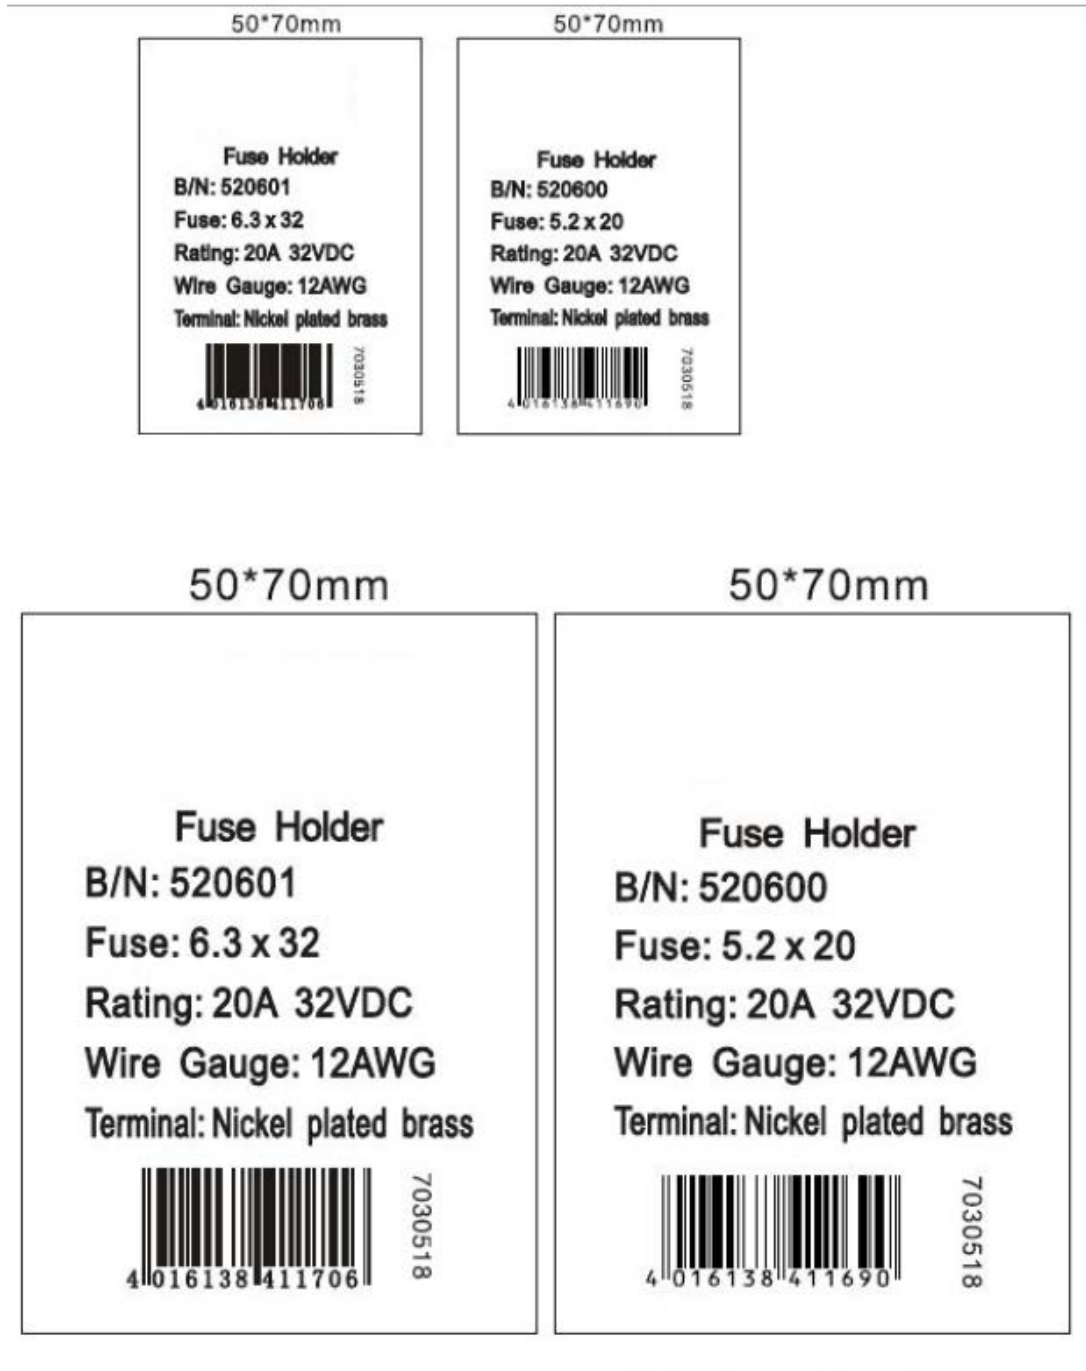 50*70mm
Fuse Holder
B/N: 520601
Fuse: 6.3 x 32
Rating: 20A 32VDC
Wire Gauge: 12AWG
Terminal: Nickel plated brass
4 016138 411706
7030518
50*70mm
Fuse Holder
B/N: 520600
Fuse: 5.2 x 20
Rating: 20A 32VDC
Wire Gauge: 12AWG
Terminal: Nickel plated brass
4 016138 411690
7030518
50*70mm
Fuse Holder
B/N: 520601
Fuse: 6.3 x 32
Rating: 20A 32VDC
Wire Gauge: 12AWG
Terminal: Nickel plated brass
4 016138 411706
7030518
50*70mm
Fuse Holder
B/N: 520600
Fuse: 5.2 x 20
Rating: 20A 32VDC
Wire Gauge: 12AWG
Terminal: Nickel plated brass
4 016138 411690
7030518